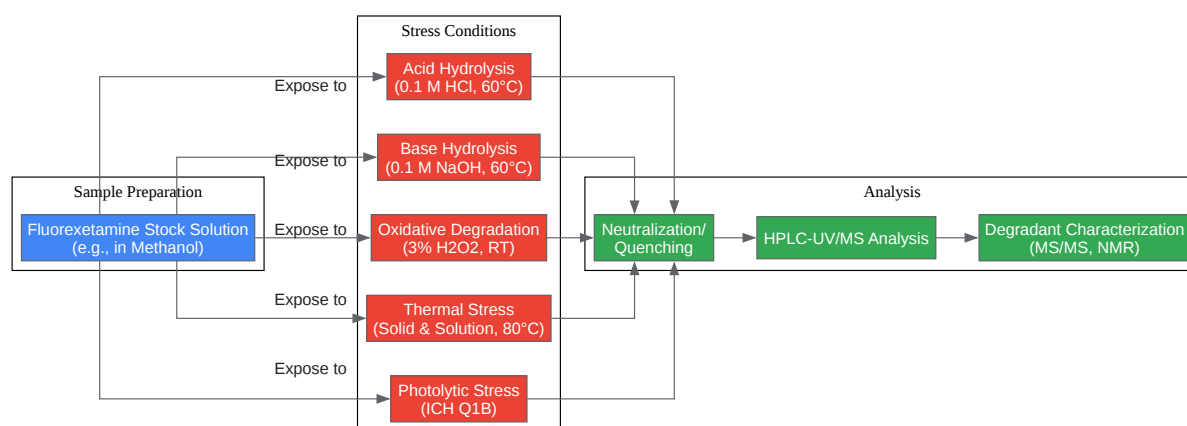 Stress Conditions
Acid Hydrolysis
(0.1 M HCl, 60°C)
Expose to
Base Hydrolysis
(0.1 M NaOH, 60°C)
Expose to
Sample Preparation
Fluorexetamine Stock Solution
(e.g., in Methanol)
Expose to
Oxidative Degradation
(3% H2O2, RT)
Expose to
Thermal Stress
(Solid & Solution, 80°C)
Expose to
Photolytic Stress
(ICH Q1B)
Analysis
Neutralization/
Quenching
HPLC-UV/MS Analysis
Degradant Characterization
(MS/MS, NMR)